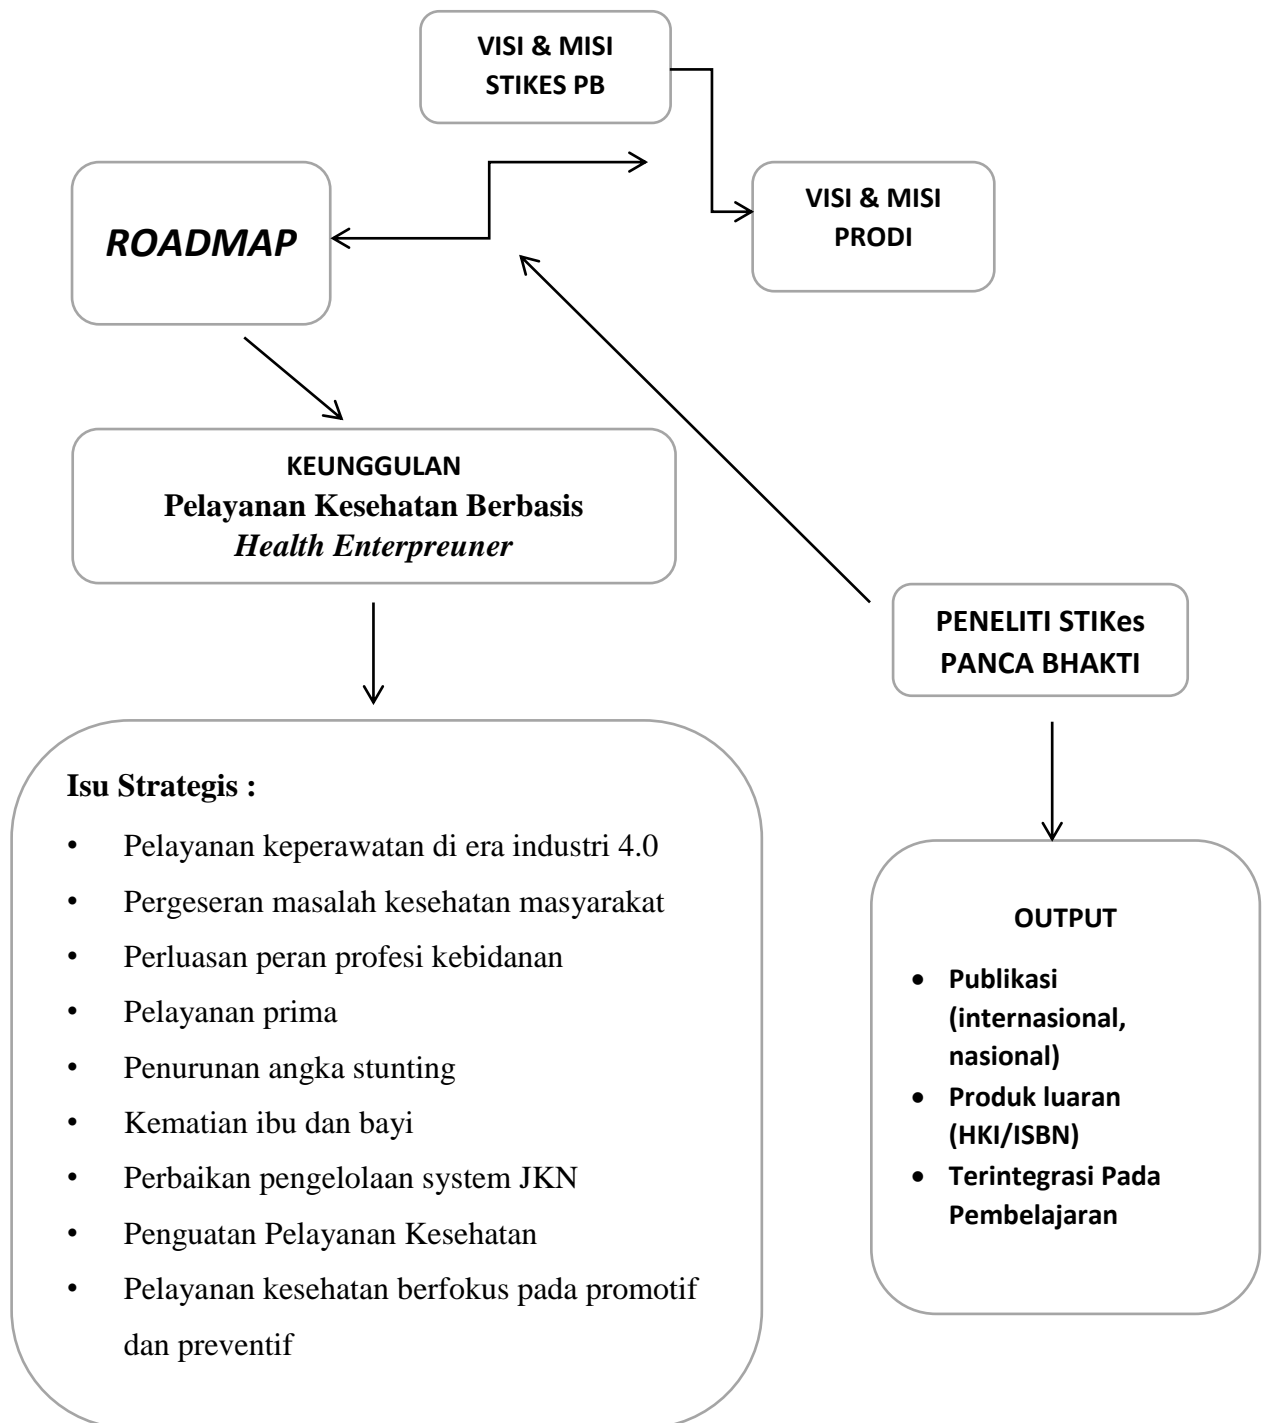 VISI & MISI
STIKES PB
ROADMAP
VISI & MISI
PRODI
KEUNGGULAN
Pelayanan Kesehatan Berbasis
Health Enterpreuner
PENELITI STIKes
PANCA BHAKTI
Isu Strategis :
• Pelayanan keperawatan di era industri 4.0
• Pergeseran masalah kesehatan masyarakat
• Perluasan peran profesi kebidanan
• Pelayanan prima
• Penurunan angka stunting
• Kematian ibu dan bayi
• Perbaikan pengelolaan system JKN
• Penguatan Pelayanan Kesehatan
• Pelayanan kesehatan berfokus pada promotif
dan preventif
OUTPUT
• Publikasi
(internasional,
nasional)
• Produk luaran
(HKI/ISBN)
• Terintegrasi Pada
Pembelajaran